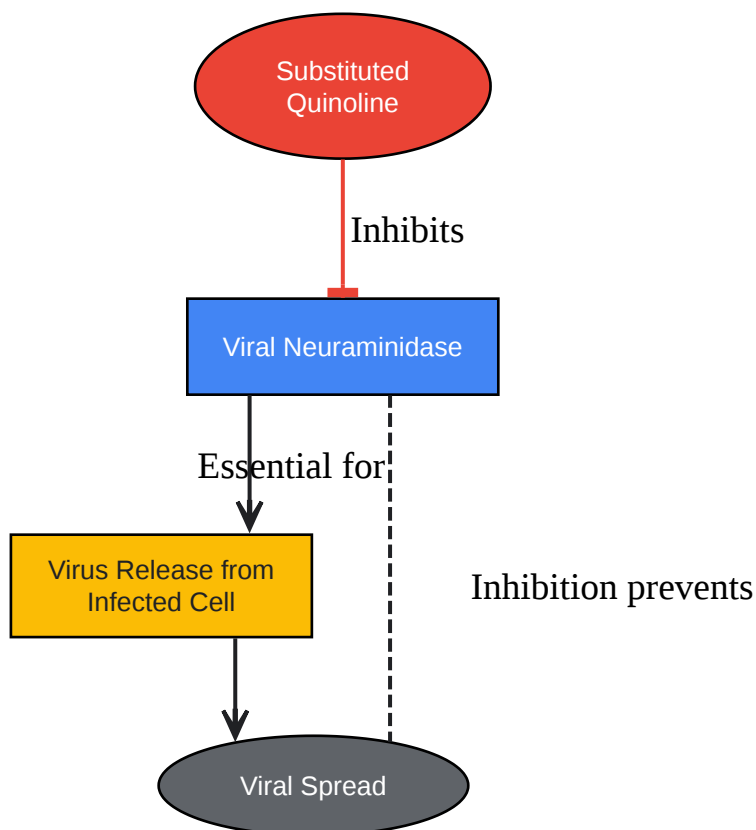 Substituted
Quinoline
Inhibits
Viral Neuraminidase
Essential for
Virus Release from
Infected Cell
Inhibition prevents
Viral Spread